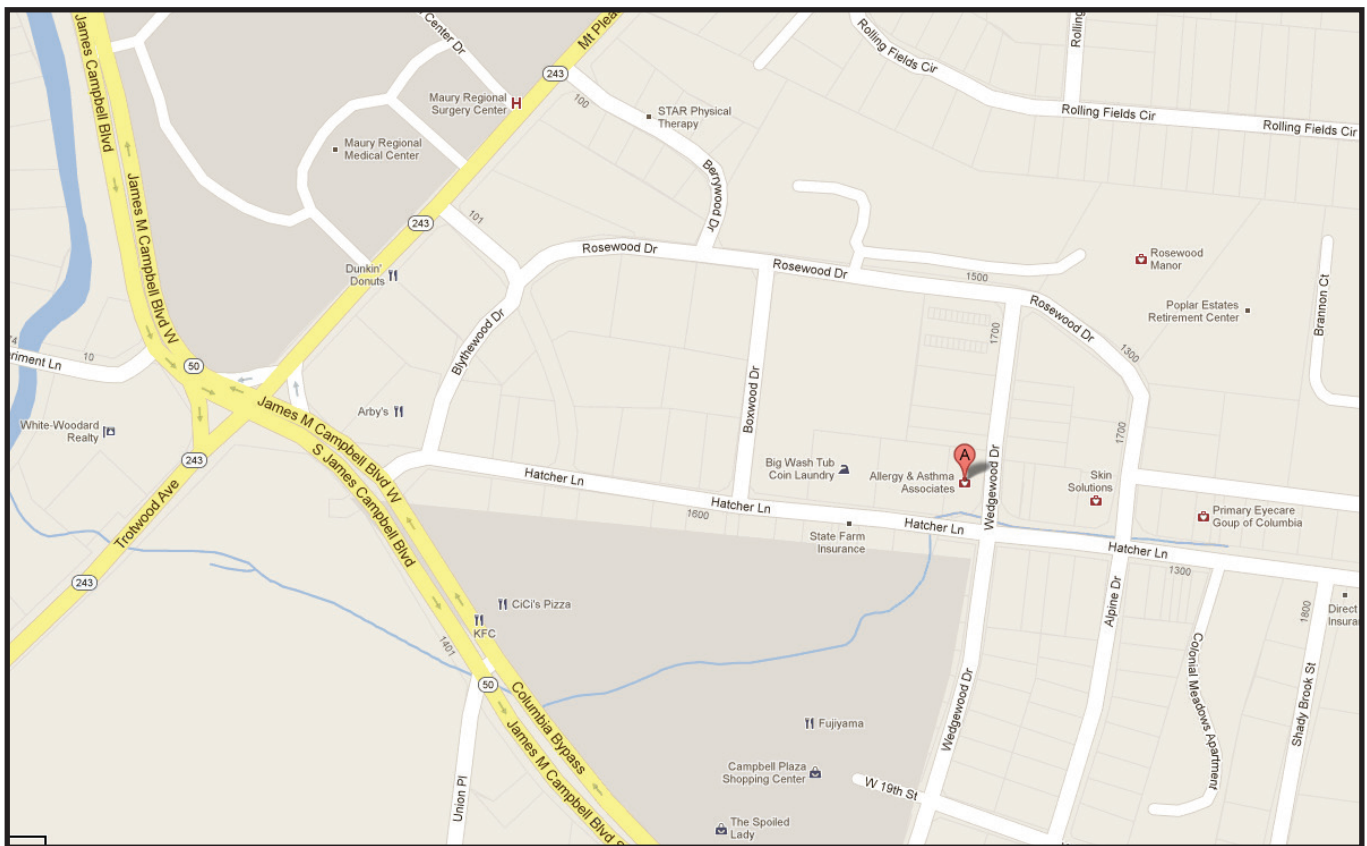 James Campbell Blvd
James M Campbell Blvd W
Center Dr
Mt Plea
243
Maury Regional
Surgery Center
H
100
STAR Physical
Therapy
Maury Regional
Medical Center
Berrywood Dr
Rolling Fields Cir
Rolling
Rolling Fields Cir
Rolling Fields Cir
243
101
Dunkin'
Donuts
Rosewood Dr
Rosewood Dr
1500
Rosewood
Manor
Poplar Estates
Retirement Center
Brannon Ct
Rosewood Dr
1300
1700
Blythewood Dr
Boxwood Dr
riment Ln
10
50
White-Woodard
Realty
Arby's
James M Campbell Blvd W
S James Campbell Blvd
243
Trotwood Ave
243
Hatcher Ln
Hatcher Ln
1600
Big Wash Tub
Coin Laundry
Allergy & Asthma
Associates
A
Wedgewood Dr
State Farm
Insurance
Hatcher Ln
Skin
Solutions
1700
Primary Eyecare
Goup of Columbia
Hatcher Ln
1300
Alpine Dr
1800
Direct
Insura
CiCi's Pizza
KFC
1401
50
Columbia Bypass
James M Campbell Blvd S
Union Pl
Fujiyama
Campbell Plaza
Shopping Center
The Spoiled
Lady
Wedgewood Dr
W 19th St
Colonial Meadows Apartment
Shady Brook St